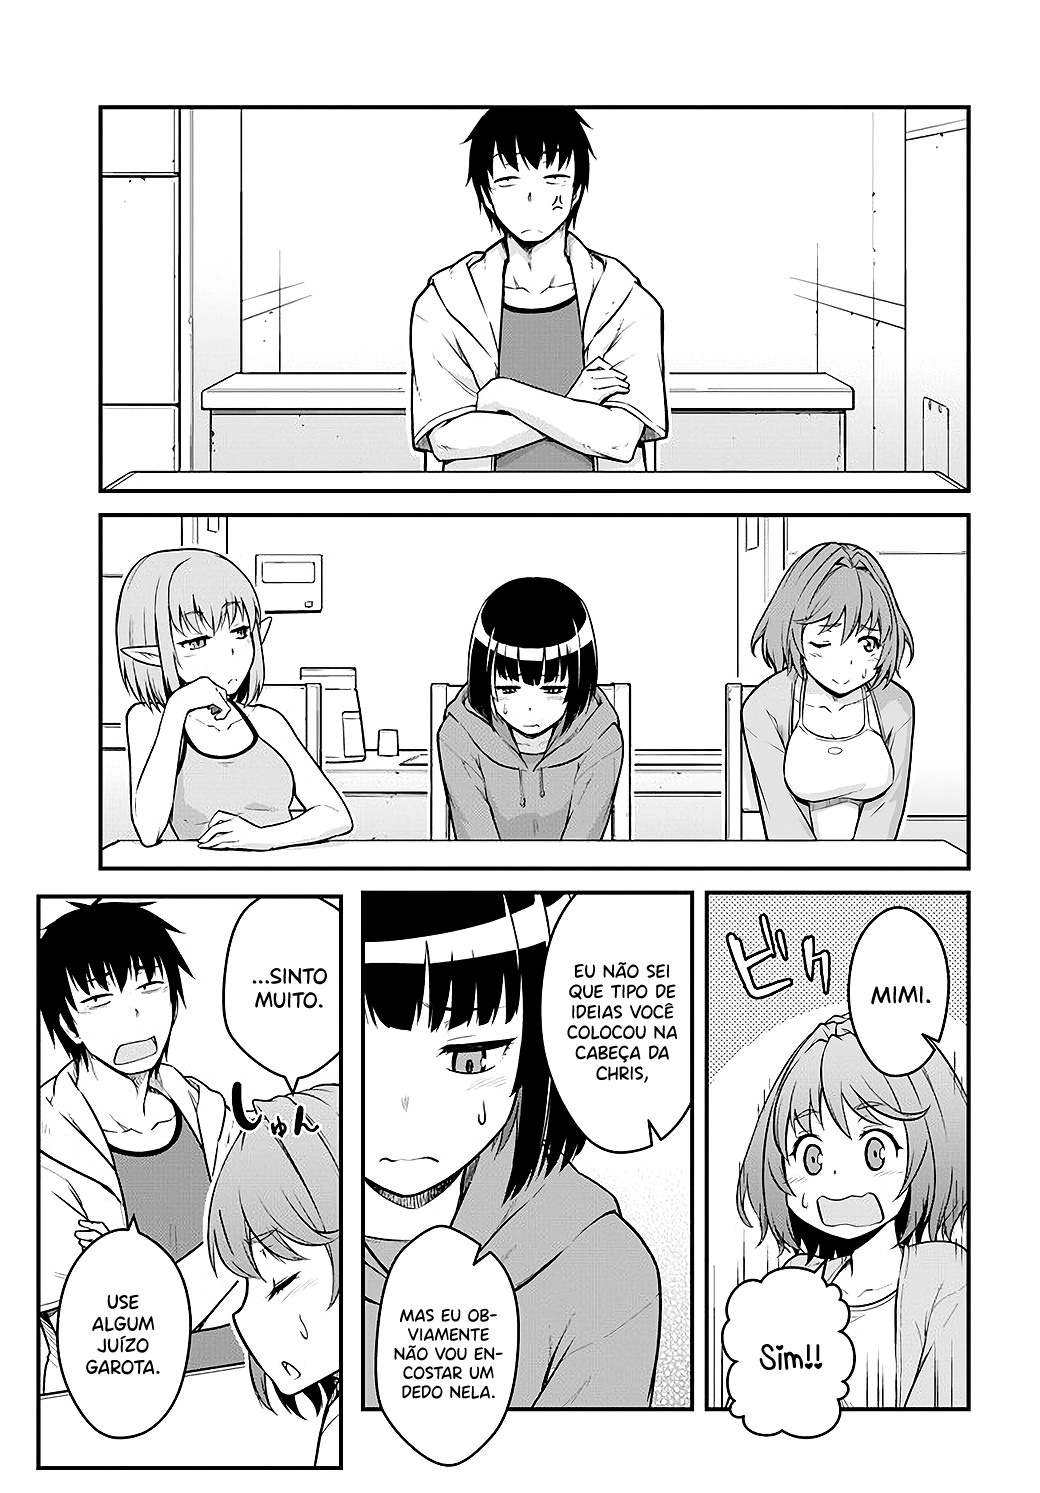 MIMI.
ビクッ
Sim!!
EU NÃO SEI
QUE TIPO DE
IDEIAS VOCÊ
COLOCOU NA
CABEÇA DA
CHRIS,
MAS EU OB-
VIAMENTE
NÃO VOU EN-
COSTAR UM
DEDO NELA.
...SINTO
MUITO.
しゅん
USE
ALGUM
JUÍZO
GAROTA.